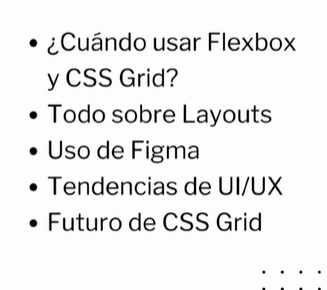 • ¿Cuándo usar Flexbox
y CSS Grid?
• Todo sobre Layouts
• Uso de Figma
• Tendencias de UI/UX
• Futuro de CSS Grid